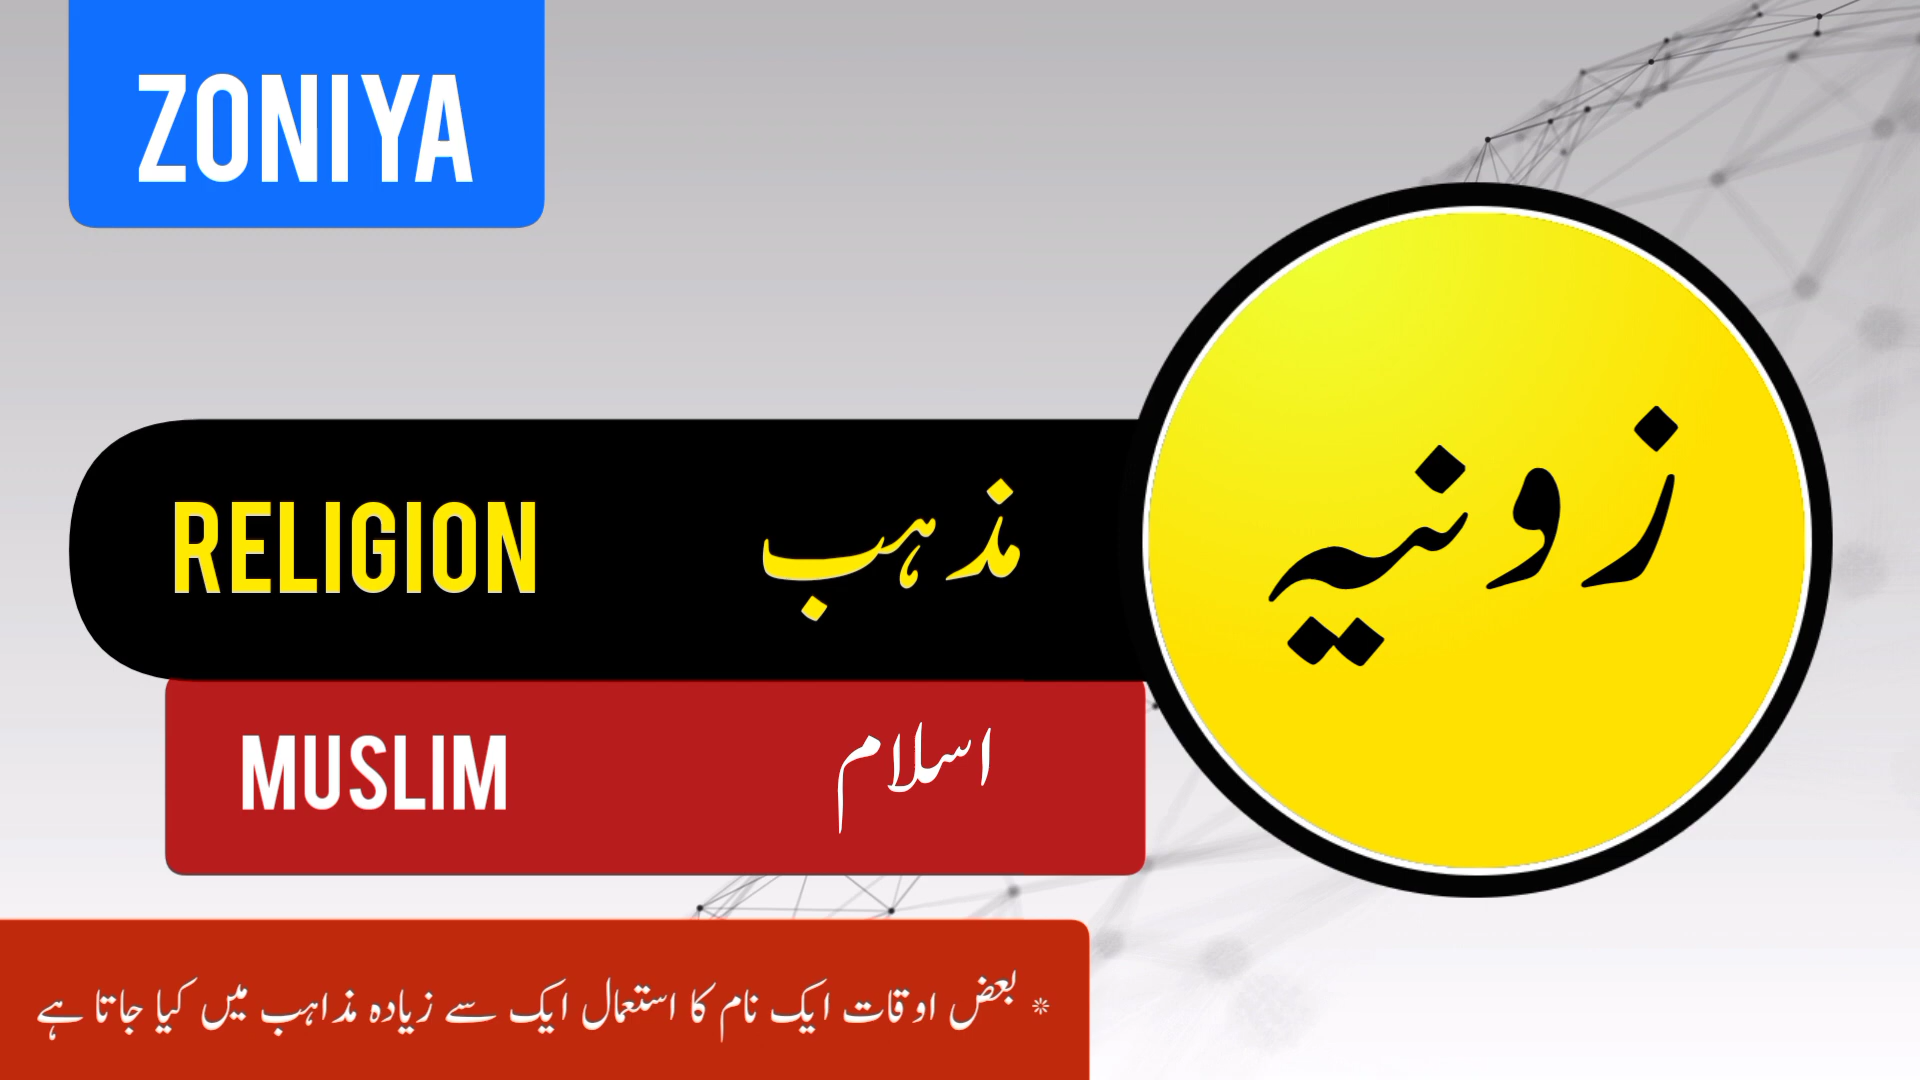 ZONIYA
زونیہ
RELIGION مذہب
MUSLIM اسلام
* بعض اوقات ایک نام کا استعمال ایک سے زیادہ مذاہب میں کیا جاتا ہے